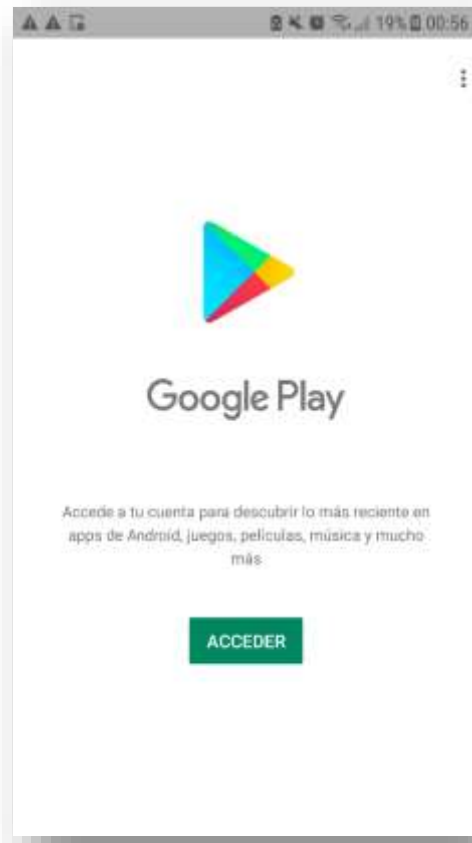 19% 00:56
Google Play
Accede a tu cuenta para descubrir lo más reciente en
apps de Android, juegos, películas, música y mucho
más
ACCEDER